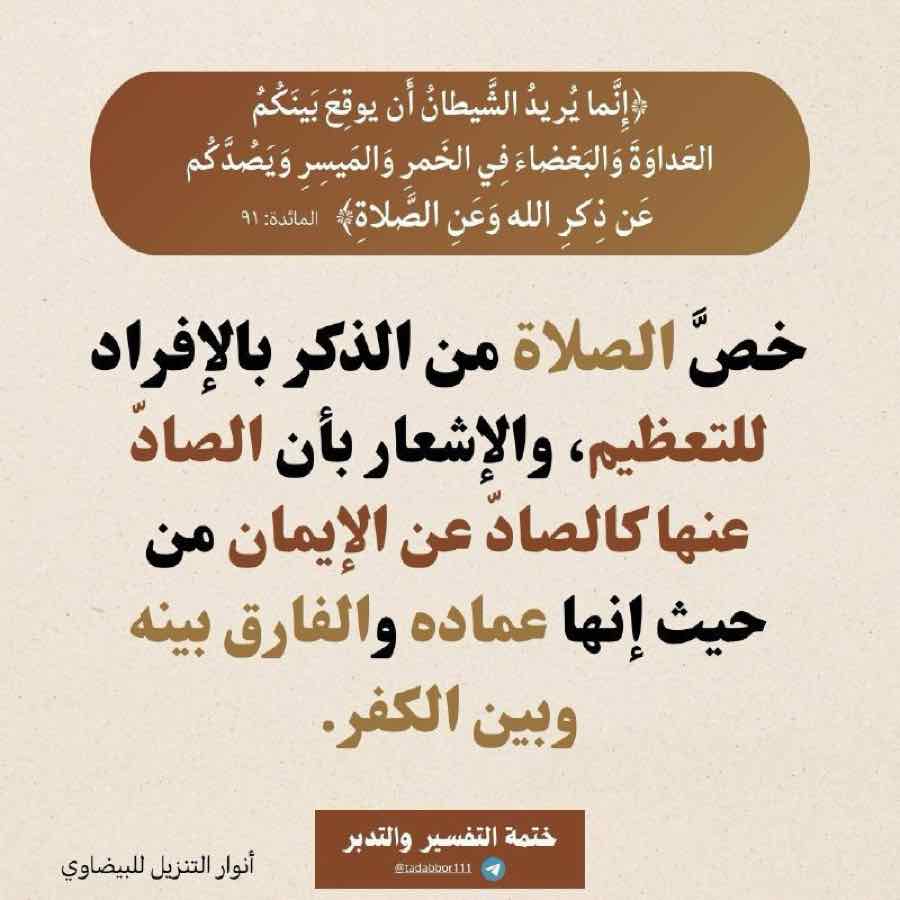 ﴿إِنَّما يُريدُ الشَّيطانُ أَن يوقِعَ بَينَكُمُ
العَداوَةَ وَالبَغضاءَ فِي الخَمرِ وَالمَيسِرِ وَيَصُدَّكُم
عَن ذِكرِ الله وَعَنِ الصَّلاةِ﴾ المائدة: ٩١
خصَّ الصلاة من الذكر بالإفراد
للتعظيم، والإشعار بأن الصادّ
عنها كالصادّ عن الإيمان من
حيث إنها عماده والفارق بينه
وبين الكفر.
ختمة التفسير والتدبر
@tadabbor111
أنوار التنزيل للبيضاوي